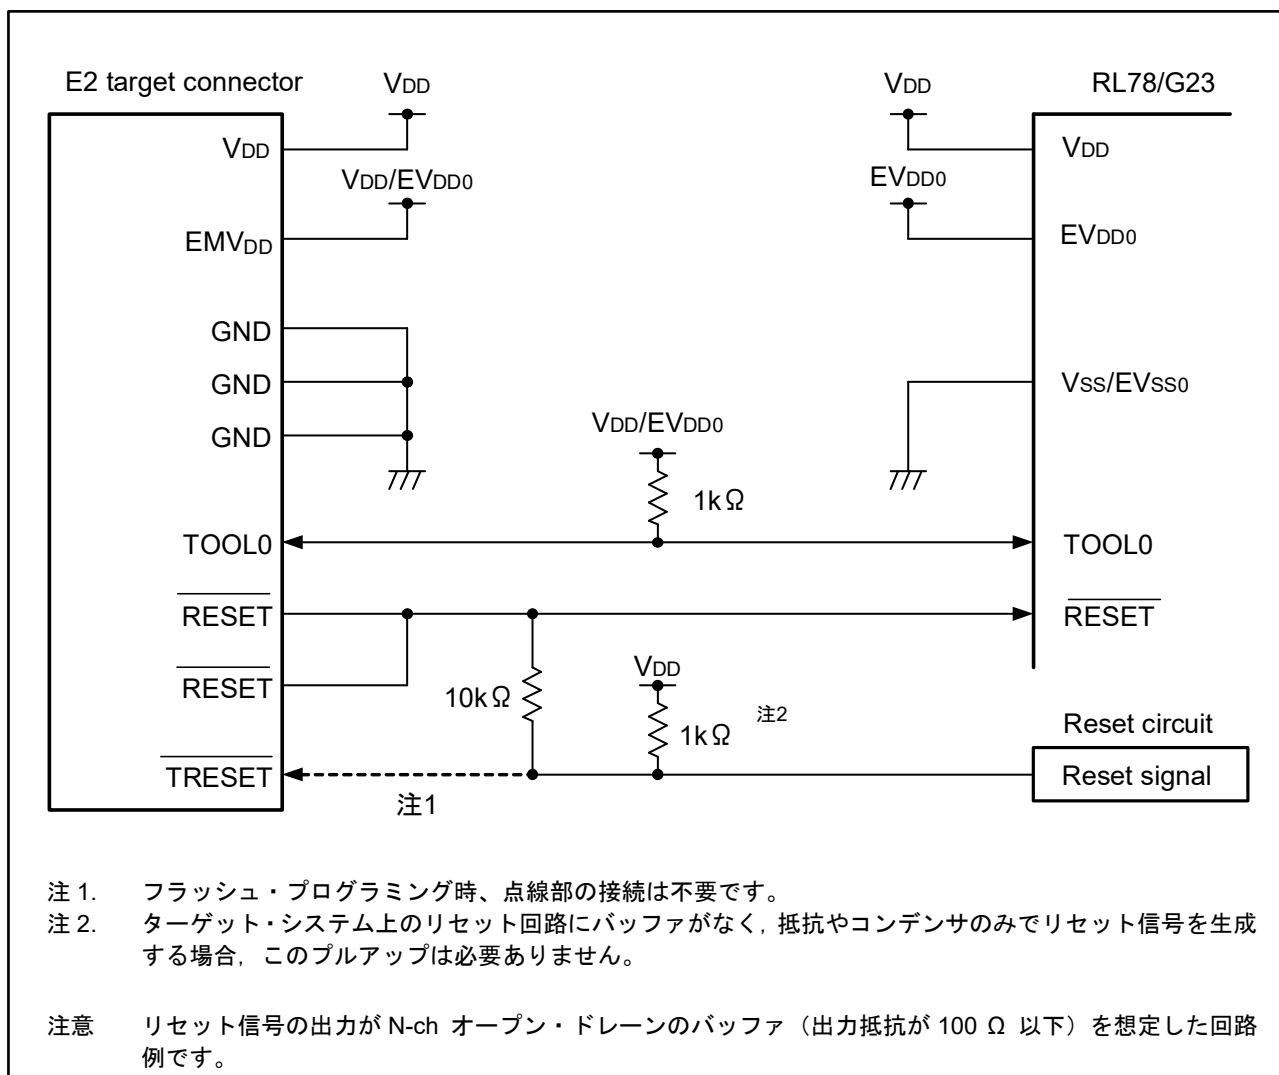 E2 target connector
VDD
VDD
RL78/G23
VDD
VDD
VDD/EVDD0
EVDD0
EMVDD
EVDD0
GND
GND
VSS/EVSS0
GND
VDD/EVDD0
1kΩ
TOOL0
TOOL0
RESET
RESET
RESET
VDD
10kΩ
1kΩ
注2
Reset circuit
TRESET
Reset signal
注1
注 1. フラッシュ・プログラミング時、点線部の接続は不要です。
注 2. ターゲット・システム上のリセット回路にバッファがなく, 抵抗やコンデンサのみでリセット信号を生成
する場合, このプルアップは必要ありません。
注意 リセット信号の出力が N-ch オープン・ドレーンのバッファ（出力抵抗が 100 Ω 以下）を想定した回路
例です。